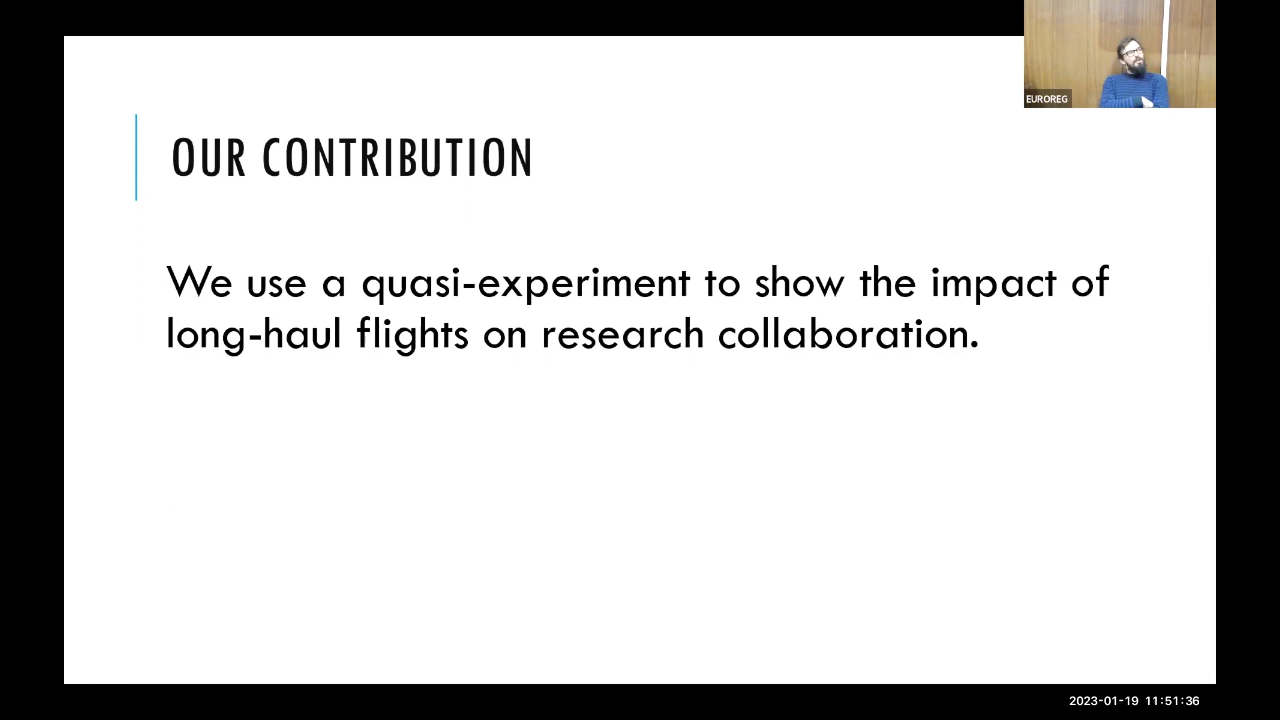 EUROREG
OUR CONTRIBUTION
We use a quasi-experiment to show the impact of
long-haul flights on research collaboration.
2023-01-19 11:51:36